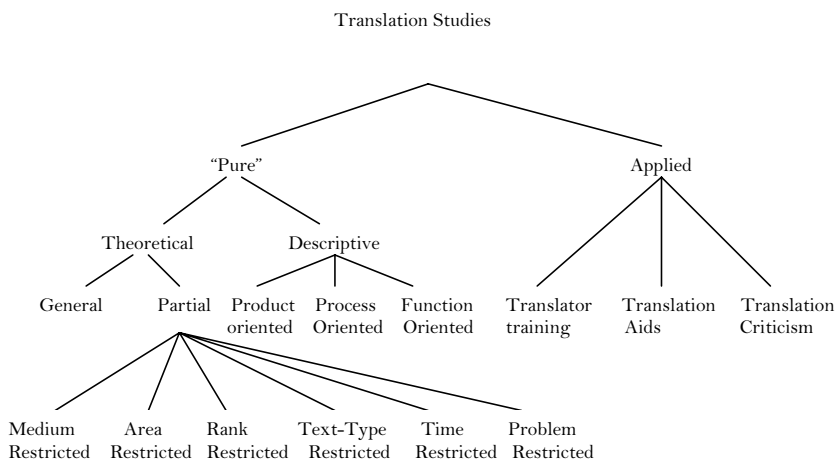 Translation Studies
“Pure” Applied
Theoretical Descriptive
General Partial Product Process Function Translator Translation Translation
oriented Oriented Oriented training Aids Criticism
Medium Area Rank Text-Type Time Problem
Restricted Restricted Restricted Restricted Restricted Restricted